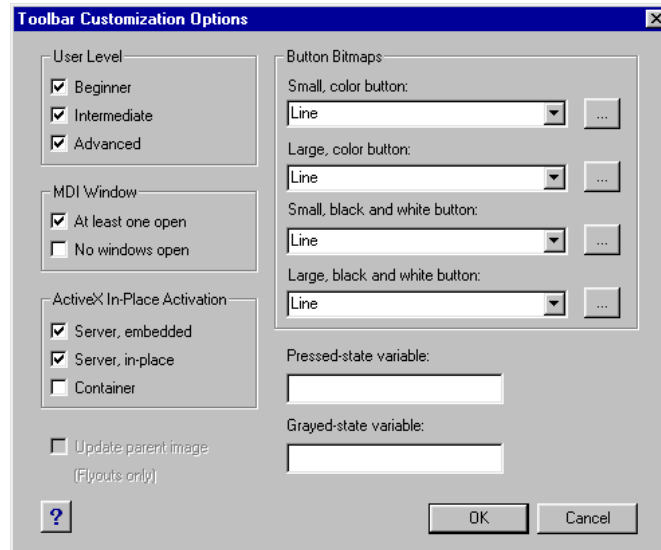 Toolbar Customization Options
User Level
Beginner
Intermediate
Advanced
MDI Window
At least one open
No windows open
ActiveX In-Place Activation
Server, embedded
Server, in-place
Container
Update parent image
(Flyouts only)
Button Bitmaps
Small, color button:
Line
...
Large, color button:
Line
...
Small, black and white button:
Line
...
Large, black and white button:
Line
...
Pressed-state variable:
Grayed-state variable:
?
OK
Cancel